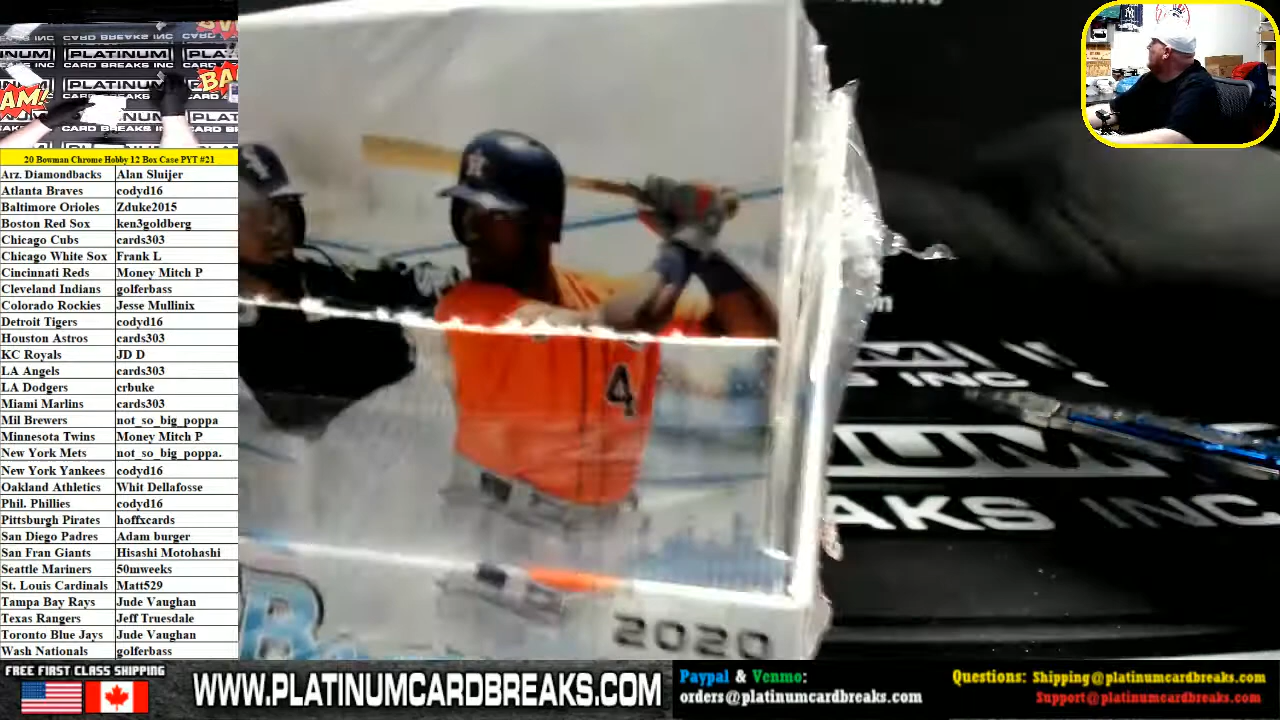 20 Bowman Chrome Hobby 12 Box Case PYT #21
Arz. Diamondbacks Alan Sluijer
Atlanta Braves codyd16
Baltimore Orioles Zduke2015
Boston Red Sox ken3goldberg
Chicago Cubs cards303
Chicago White Sox Frank L
Cincinnati Reds Money Mitch P
Cleveland Indians golferbass
Colorado Rockies Jesse Mullinix
Detroit Tigers codyd16
Houston Astros cards303
KC Royals JD D
LA Angels cards303
LA Dodgers crbuke
Miami Marlins cards303
Mil Brewers not_so_big_poppa
Minnesota Twins Money Mitch P
New York Mets not_so_big_poppa.
New York Yankees codyd16
Oakland Athletics Whit Dellafosse
Phil. Phillies codyd16
Pittsburgh Pirates hoffxcards
San Diego Padres Adam burger
San Fran Giants Hisashi Motohashi
Seattle Mariners 50mweeks
St. Louis Cardinals Matt529
Tampa Bay Rays Jude Vaughan
Texas Rangers Jeff Truesdale
Toronto Blue Jays Jude Vaughan
Wash Nationals golferbass
PLATINUM
CARD BREAKS INC
4
2020
AKS INC
FREE FIRST CLASS SHIPPING
WWW.PLATINUMCARDBREAKS.COM
Paypal & Venmo:
orders@platinumcardbreaks.com
Questions: Shipping@platinumcardbreaks.com
Support@platinumcardbreaks.com